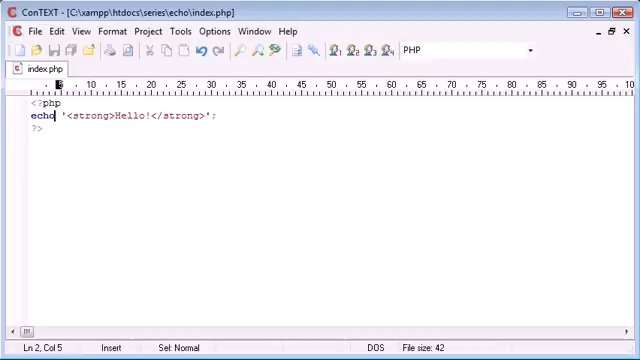 ConTEXT - [C:\xampp\htdocs\series\echo\index.php]
File Edit View Format Project Tools Options Window Help
PHP
index.php
10 15 20 25 30 35 40 45 50 55 60 65 70 75 80 85 90 95 10
<?php
echo '<strong>Hello!</strong>';
?>
Ln 2, Col 5 Insert Sel: Normal DOS File size: 42